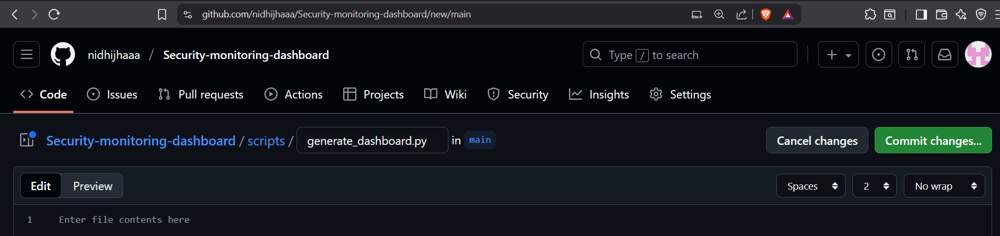 github.com/nidhijhaaa/Security-monitoring-dashboard/new/main
nidhijhaaa / Security-monitoring-dashboard
Type / to search
Code Issues Pull requests Actions Projects Wiki Security Insights Settings
Security-monitoring-dashboard / scripts / generate_dashboard.py in main
Cancel changes Commit changes...
Edit Preview
Spaces 2 No wrap
1 Enter file contents here